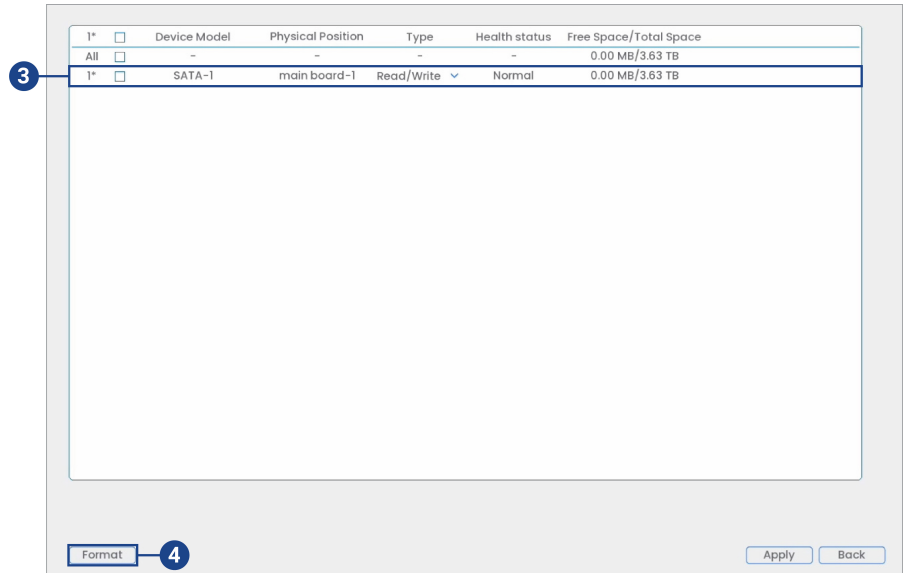 1* Device Model Physical Position Type Health status Free Space/Total Space
All - - - - 0.00 MB/3.63 TB
3 1* SATA-1 main board-1 Read/Write Normal 0.00 MB/3.63 TB
Format 4 Apply Back